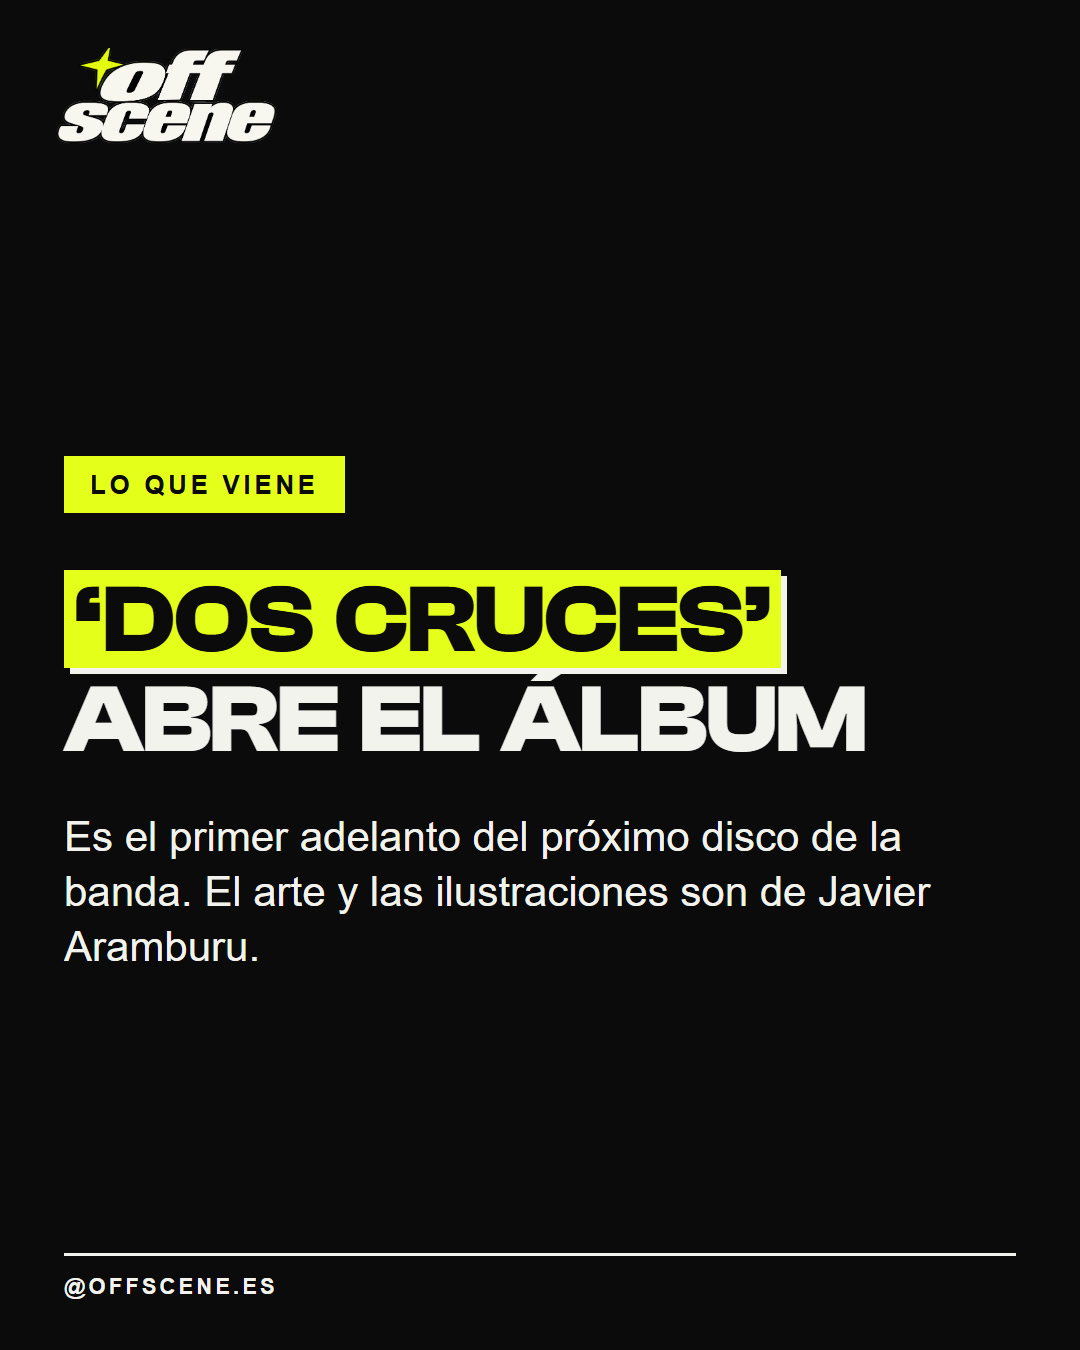 off
scene
LO QUE VIENE
‘DOS CRUCES’
ABRE EL ÁLBUM
Es el primer adelanto del próximo disco de la
banda. El arte y las ilustraciones son de Javier
Aramburu.
@OFFSCENE.ES